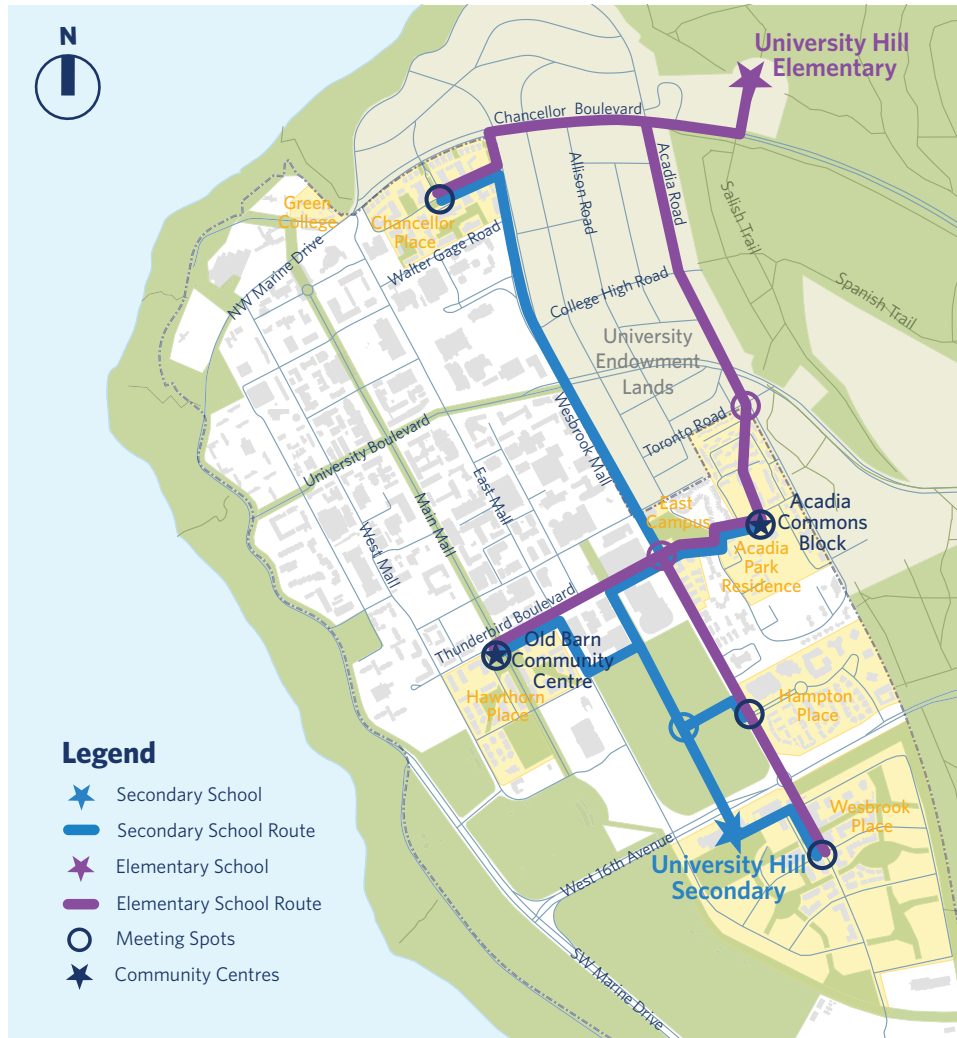 N
University Hill
Elementary
Chancellor Boulevard
Acadia Road
Allison Road
Salish Trail
Green
College
Chancellor
Place
Walter Gage Road
NW Marine Drive
College High Road
Spanish Trail
University
Endowment
Lands
Wesbrook Mall
Toronto Road
University Boulevard
East Mall
Main Mall
West Mall
East
Campus
Acadia
Commons
Block
Acadia
Park
Residence
Thunderbird Boulevard
Old Barn
Community
Centre
Hawthorn
Place
Hampton
Place
Wesbrook
Place
West 16th Avenue
University Hill
Secondary
SW Marine Drive
Legend
Secondary School
Secondary School Route
Elementary School
Elementary School Route
Meeting Spots
Community Centres